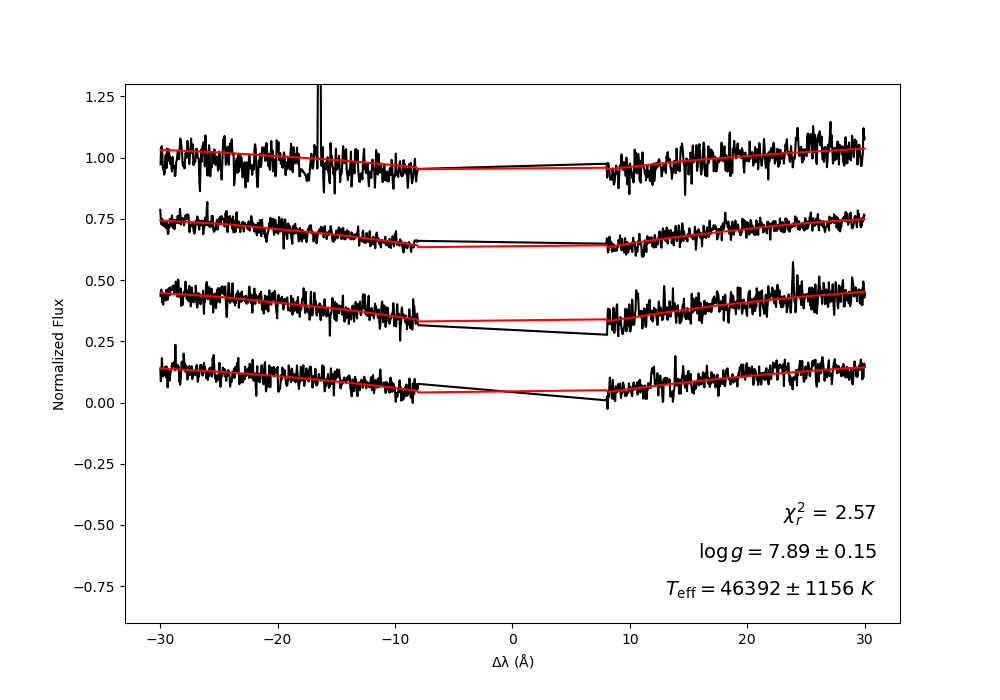 1.25
1.00
0.75
0.50
0.25
0.00
−0.25
−0.50
−0.75
Normalized Flux
χ²ᵣ = 2.57
log g = 7.89 ± 0.15
T_eff = 46392 ± 1156 K
−30 −20 −10 0 10 20 30
Δλ (Å)